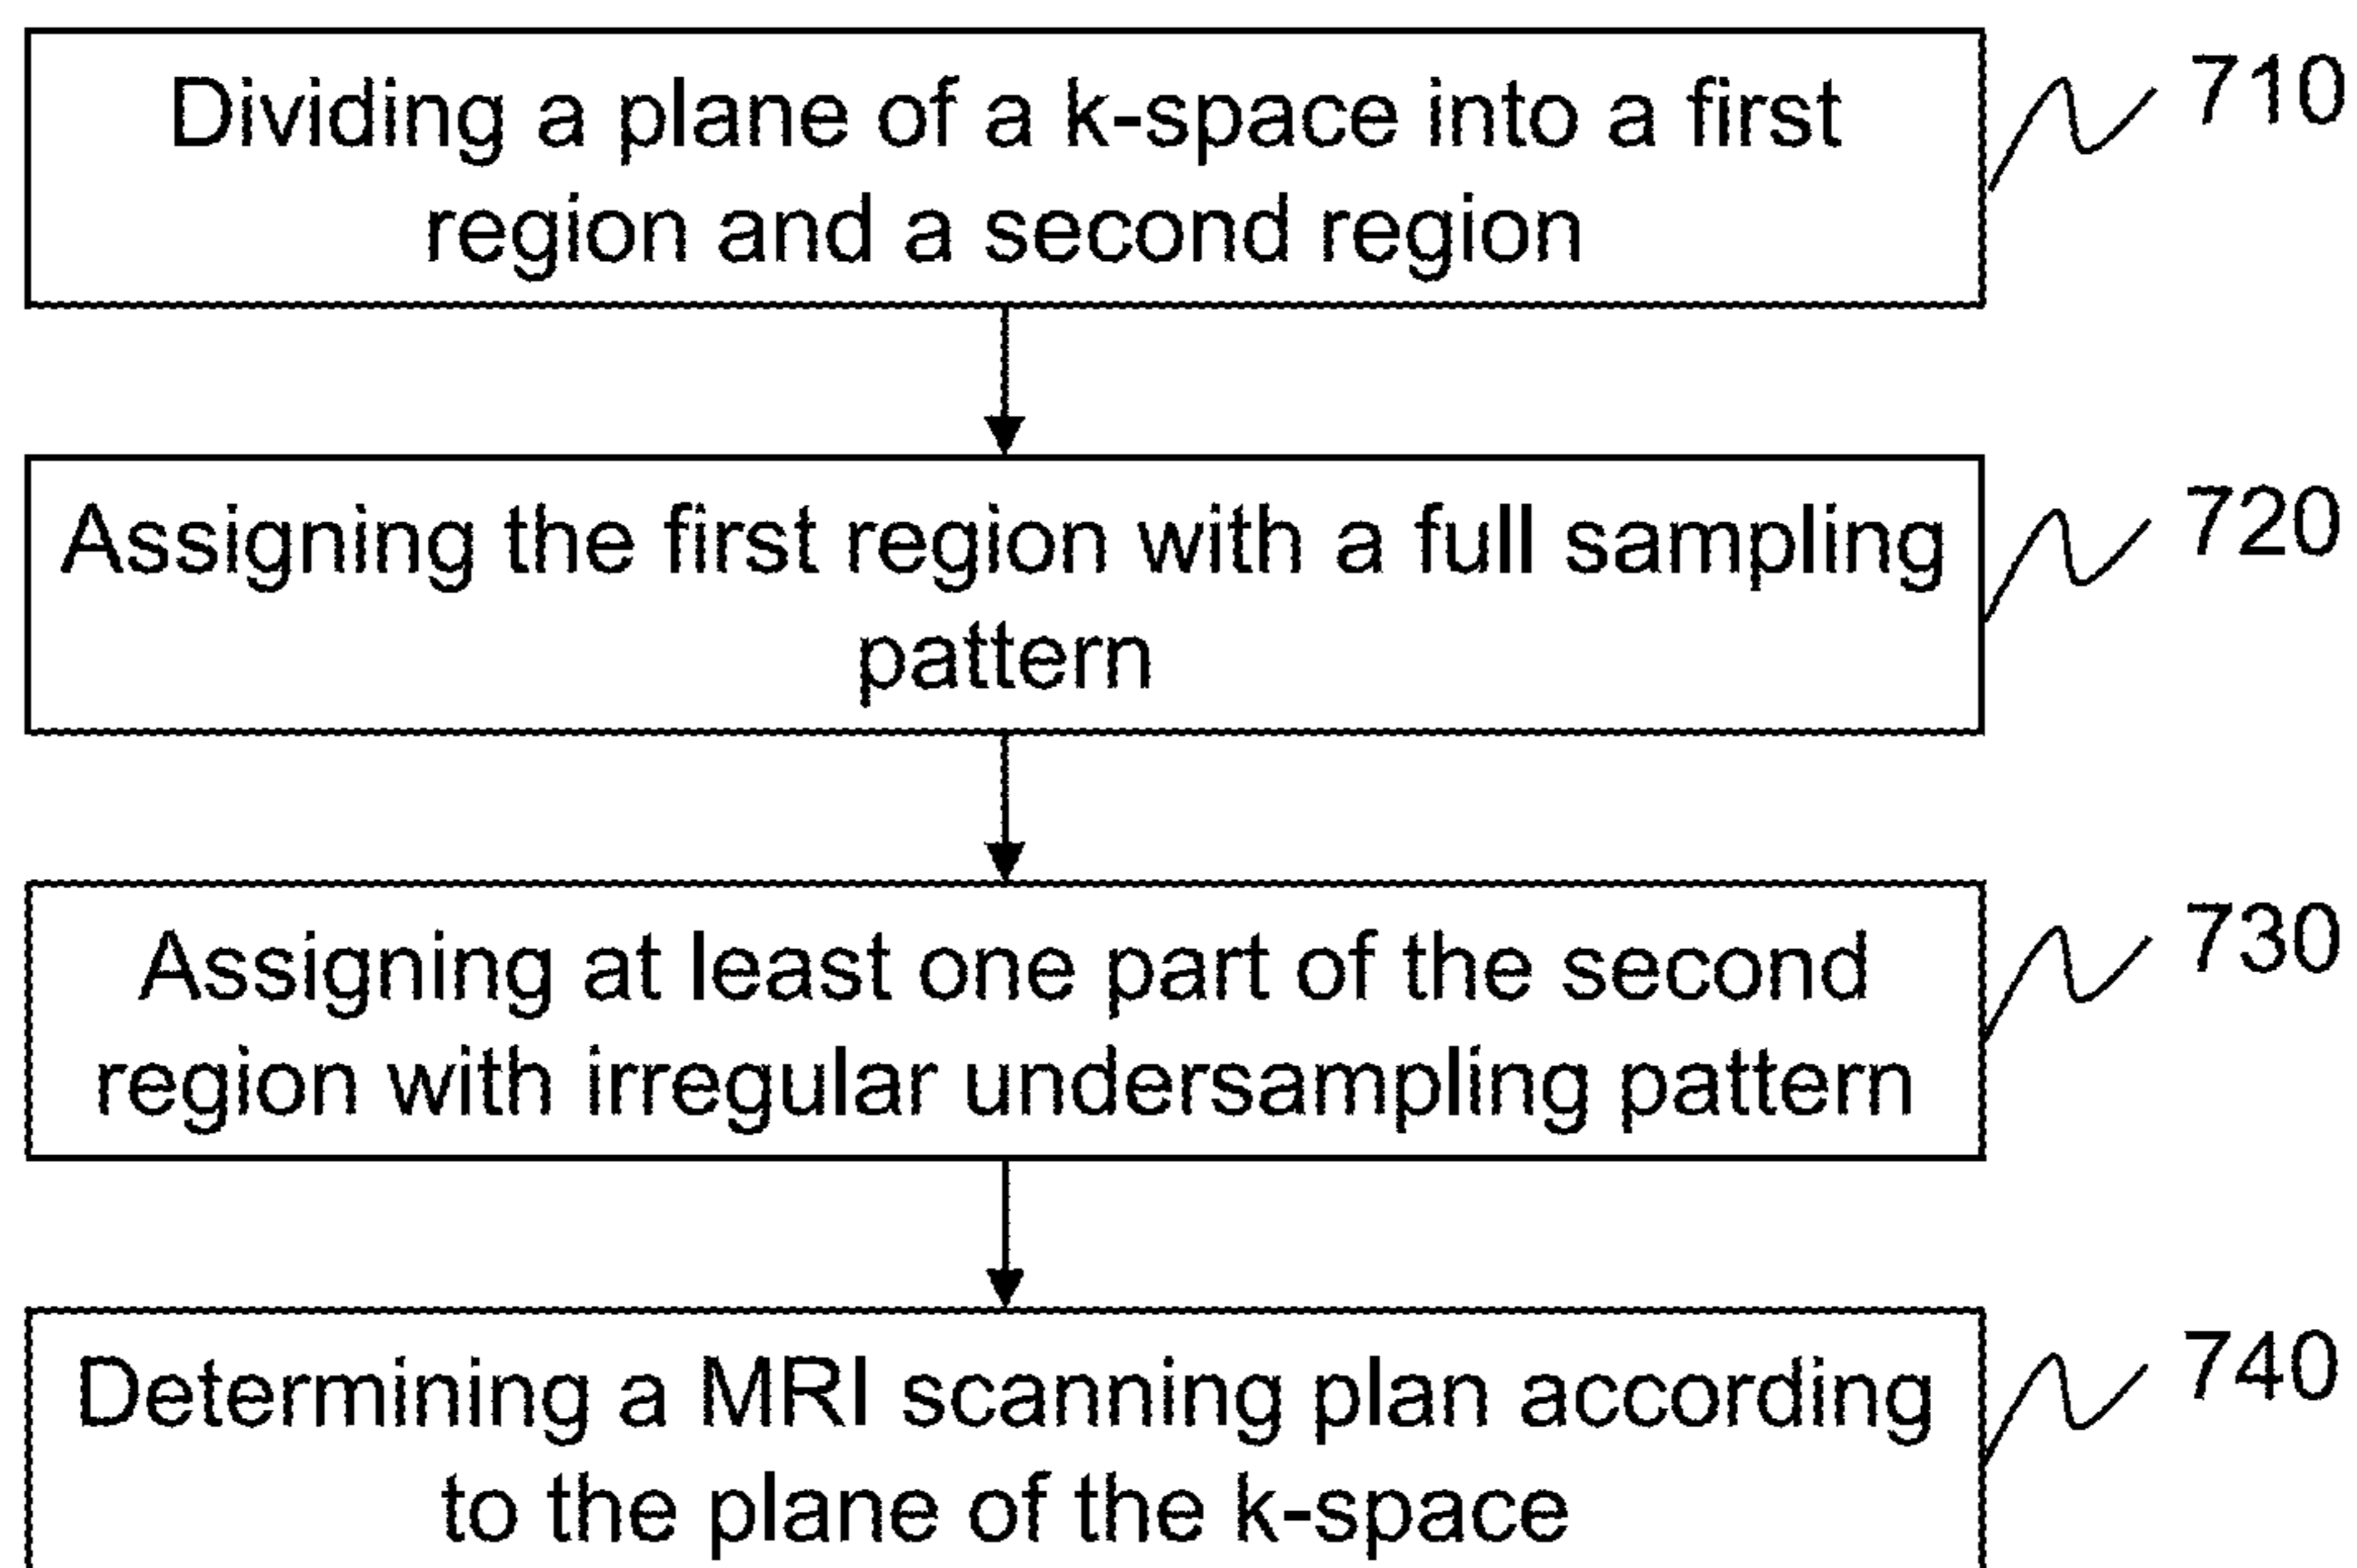 Dividing a plane of a k-space into a first
region and a second region
710
Assigning the first region with a full sampling
pattern
720
Assigning at least one part of the second
region with irregular undersampling pattern
730
Determining a MRI scanning plan according
to the plane of the k-space
740